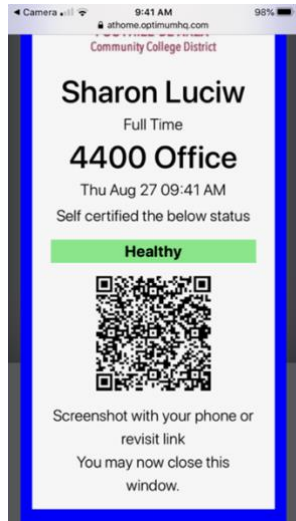 ◀ Camera 9:41 AM 98%
athome.optimumhq.com
Community College District
Sharon Luciw
Full Time
4400 Office
Thu Aug 27 09:41 AM
Self certified the below status
Healthy
Screenshot with your phone or
revisit link
You may now close this
window.